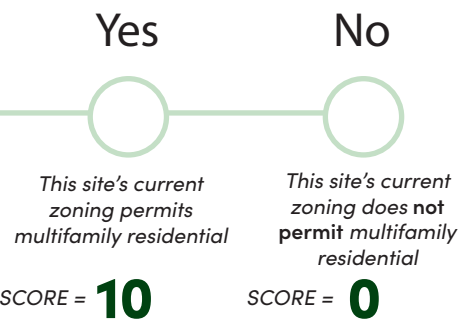 Yes
No
This site's current
zoning permits
multifamily residential
This site's current
zoning does not
permit multifamily
residential
SCORE = 10
SCORE = 0